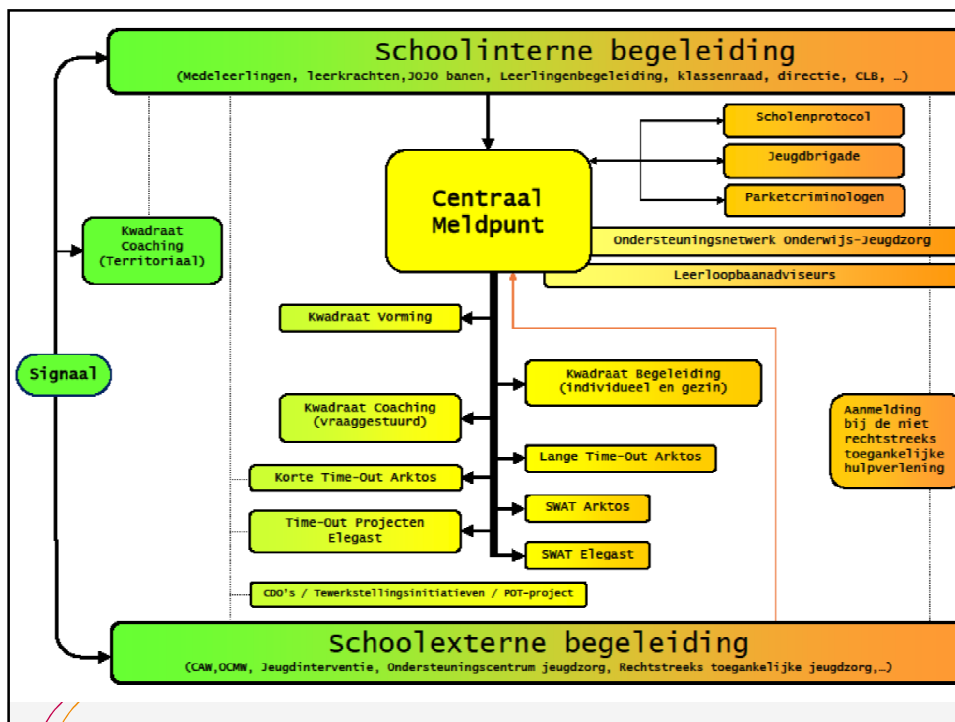 Schoolinterne begeleiding
(Medeleerlingen, leerkrachten,JOJO banen, Leerlingenbegeleiding, klassenraad, directie, CLB, …)
Scholenprotocol
Jeugdbrigade
Parketcriminologen
Centraal
Meldpunt
Kwadraat
Coaching
(Territoriaal)
Ondersteuningsnetwerk Onderwijs-Jeugdzorg
Leerloopbaanadviseurs
Kwadraat Vorming
Signaal
Kwadraat Begeleiding
(individueel en gezin)
Kwadraat Coaching
(vraaggestuurd)
Aanmelding
bij de niet
rechtstreeks
toegankelijke
hulpverlening
Lange Time-Out Arktos
Korte Time-Out Arktos
SWAT Arktos
Time-Out Projecten
Elegast
SWAT Elegast
CDO's / Tewerkstellingsinitiatieven / POT-project
Schoolexterne begeleiding
(CAW,OCMW, Jeugdinterventie, Ondersteuningscentrum jeugdzorg, Rechtstreeks toegankelijke jeugdzorg,…)